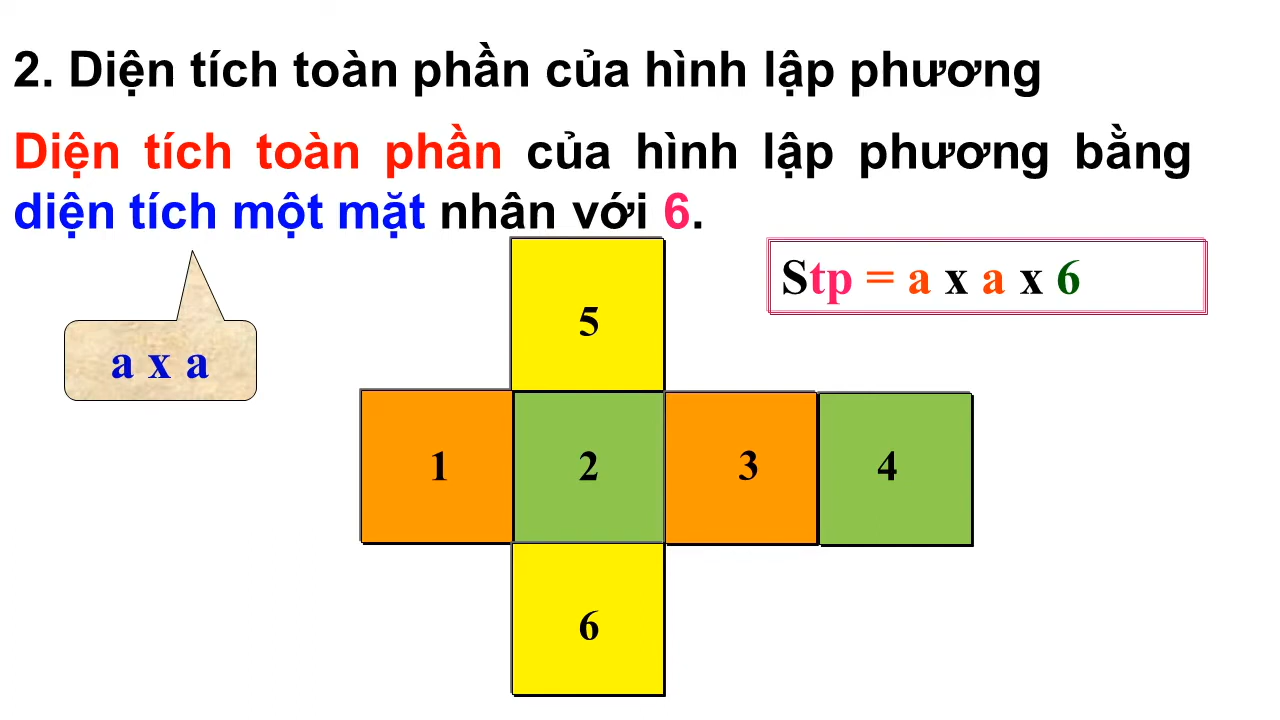 2. Diện tích toàn phần của hình lập phương
Diện tích toàn phần của hình lập phương bằng
diện tích một mặt nhân với 6.
Stp = a x a x 6
a x a
5
1 2 3 4
6